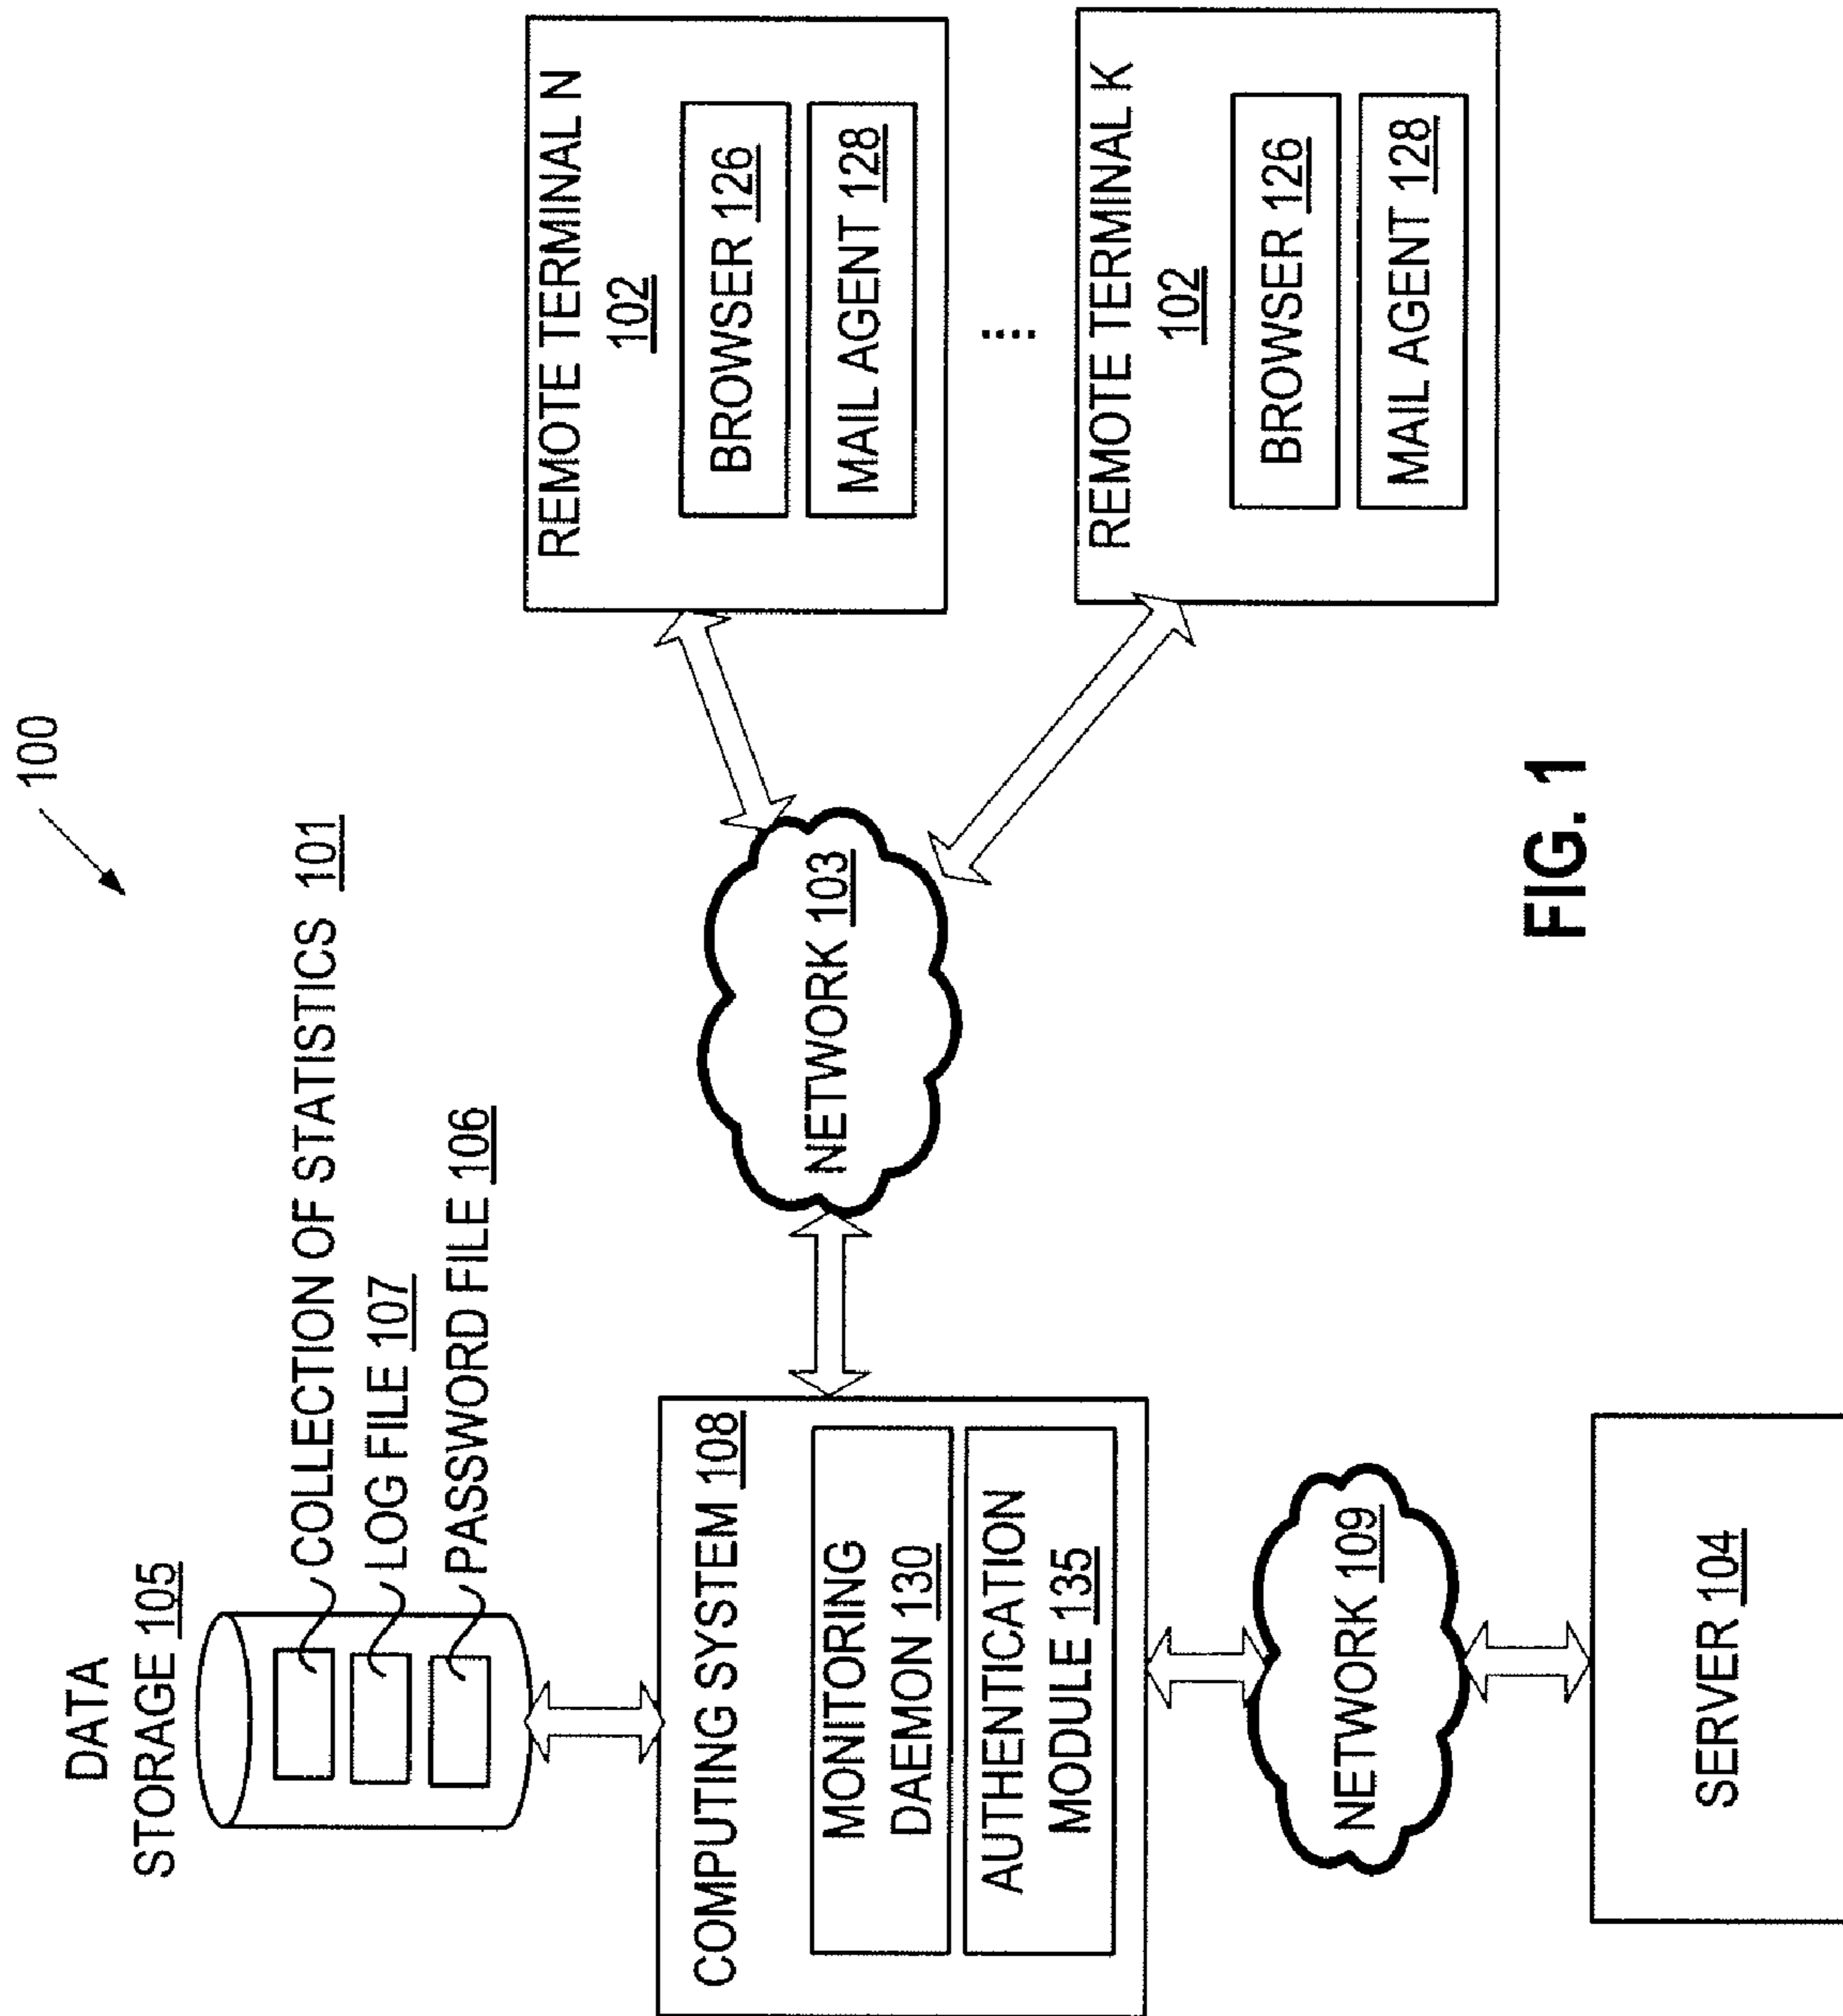 100
DATA
STORAGE 105
COLLECTION OF STATISTICS 101
LOG FILE 107
PASSWORD FILE 106
COMPUTING SYSTEM 108
MONITORING
DAEMON 130
AUTHENTICATION
MODULE 135
NETWORK 103
REMOTE TERMINAL N
102
BROWSER 126
MAIL AGENT 128
...
REMOTE TERMINAL K
102
BROWSER 126
MAIL AGENT 128
NETWORK 109
SERVER 104
FIG. 1